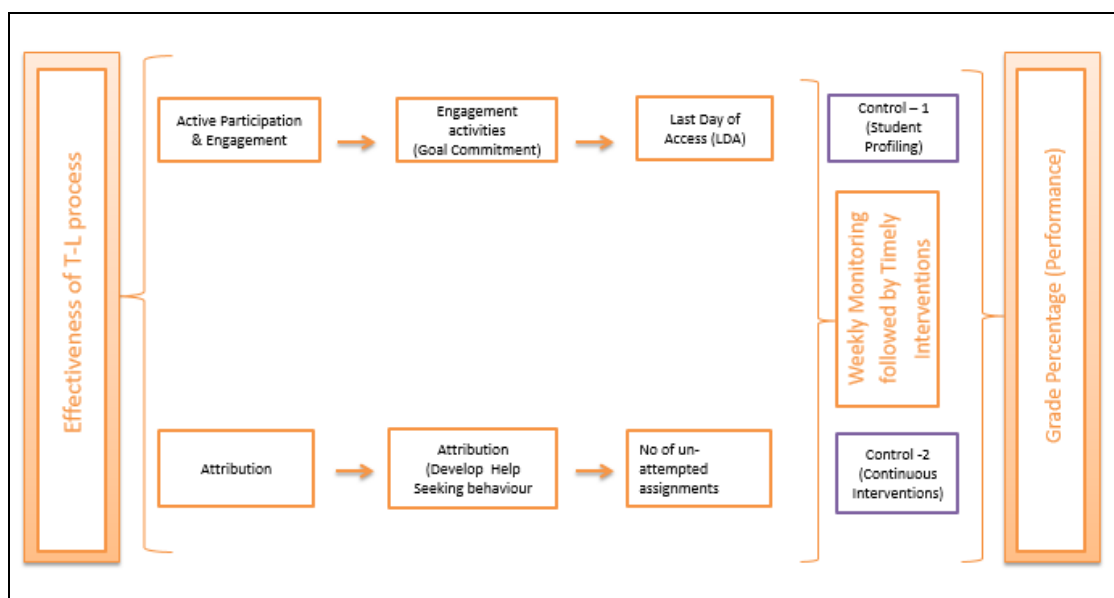 Effectiveness of T-L process
Active Participation
& Engagement
Engagement
activities
(Goal Commitment)
Last Day of
Access (LDA)
Control – 1
(Student
Profiling)
Weekly Monitoring
followed by Timely
Interventions
Grade Percentage (Performance)
Attribution
Attribution
(Develop Help
Seeking behaviour
No of un-
attempted
assignments
Control -2
(Continuous
Interventions)